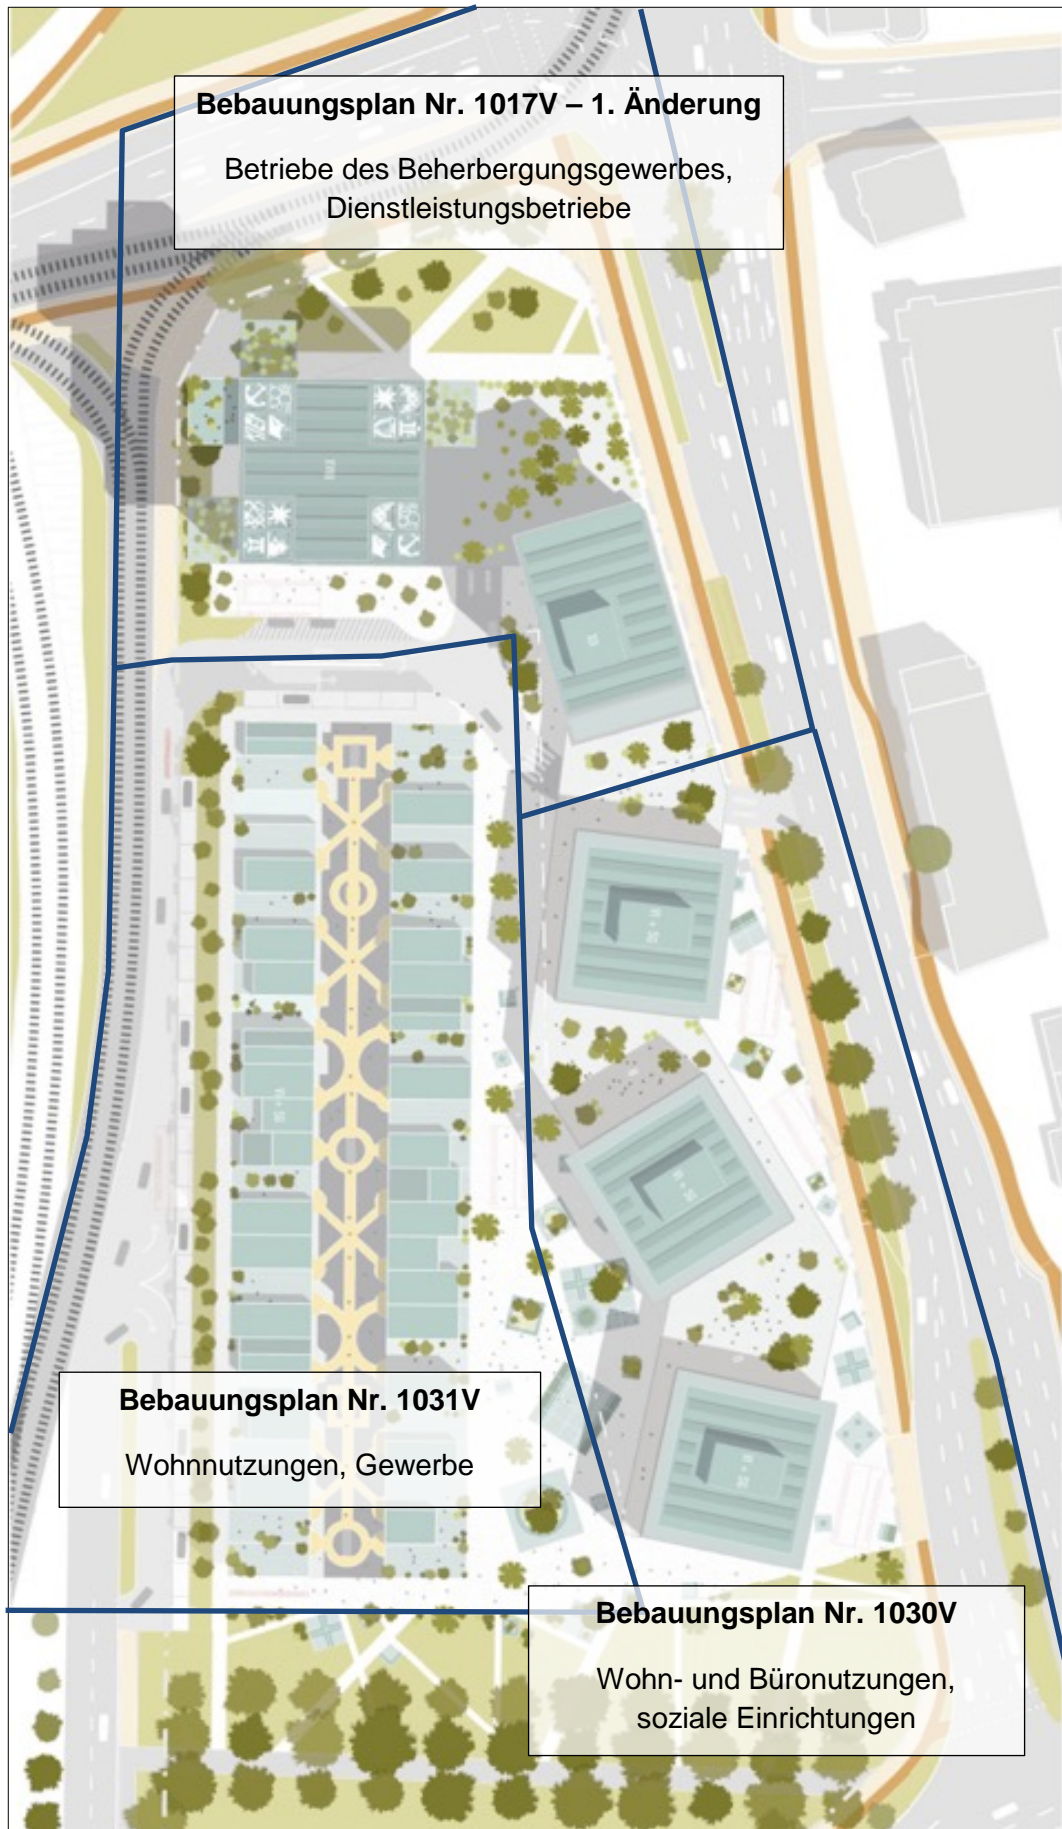 Bebauungsplan Nr. 1017V – 1. Änderung
Betriebe des Beherbergungsgewerbes,
Dienstleistungsbetriebe
Bebauungsplan Nr. 1031V
Wohnnutzungen, Gewerbe
Bebauungsplan Nr. 1030V
Wohn- und Büronutzungen,
soziale Einrichtungen